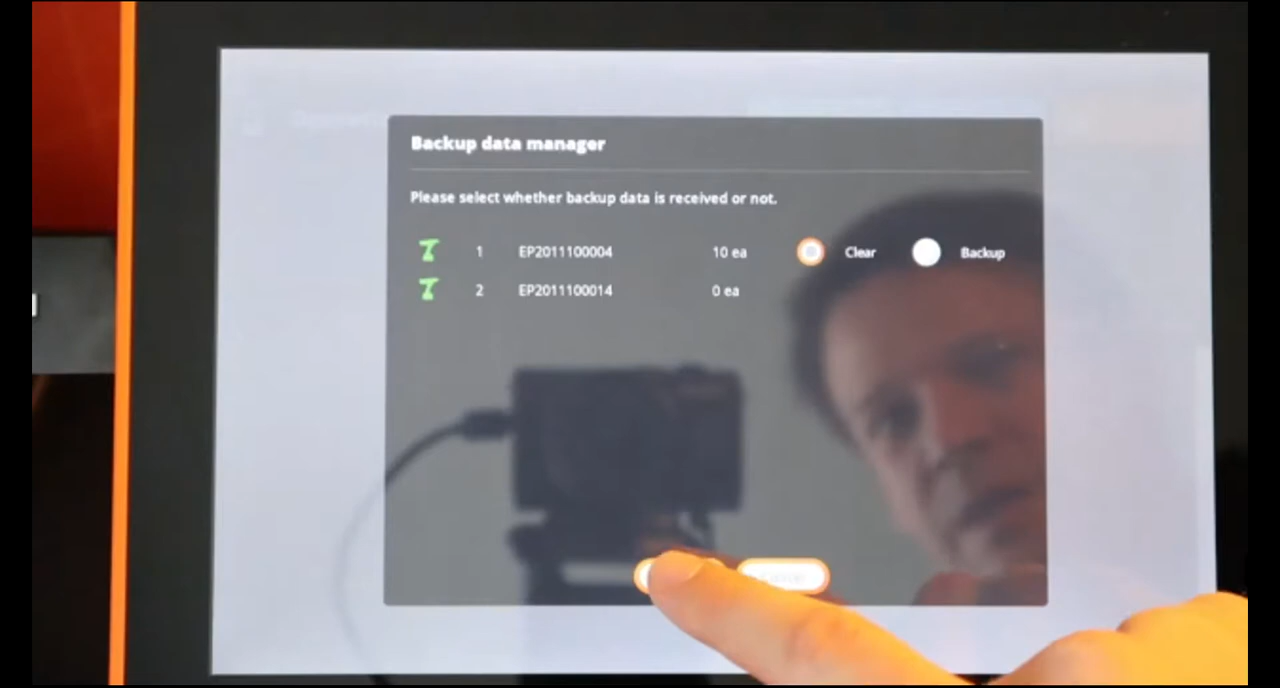 Backup data manager
Please select whether backup data is received or not.
1 EP2011100004 10 ea Clear Backup
2 EP2011100014 0 ea